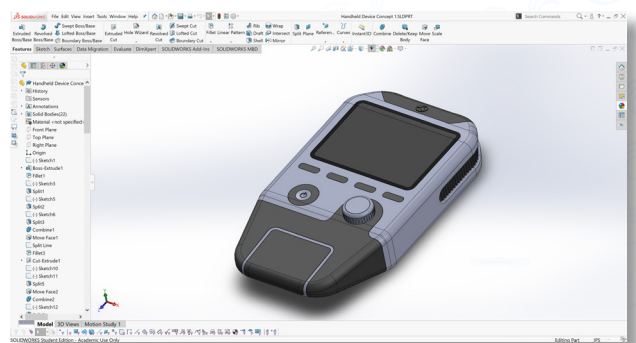 SOLIDWORKS File Edit View Insert Tools Window Help
Handheld Device Concept 1.SLDPRT
Search Commands
Extruded Boss/Base
Revolved Boss/Base
Swept Boss/Base
Lofted Boss/Base
Boundary Boss/Base
Extruded Cut
Hole Wizard
Revolved Cut
Swept Cut
Lofted Cut
Boundary Cut
Fillet
Linear Pattern
Rib
Draft
Shell
Wrap
Intersect
Mirror
Split
Plane
Referen...
Curves
Instant3D
Combine
Delete/Keep Body
Move Face
Scale
Features Sketch Surfaces Data Migration Evaluate DimXpert SOLIDWORKS Add-Ins SOLIDWORKS MBD
Handheld Device Conce
History
Sensors
Annotations
Solid Bodies(22)
Material <not specified>
Front Plane
Top Plane
Right Plane
Origin
(-) Sketch1
Boss-Extrude1
Fillet1
(-) Sketch3
Split1
(-) Sketch5
Split2
(-) Sketch6
Split3
Combine1
Move Face1
Split Line
Fillet3
Cut-Extrude1
(-) Sketch10
(-) Sketch11
Split5
Move Face2
Combine2
(-) Sketch12
Model 3D Views Motion Study 1
SOLIDWORKS Student Edition - Academic Use Only
Editing Part IPS